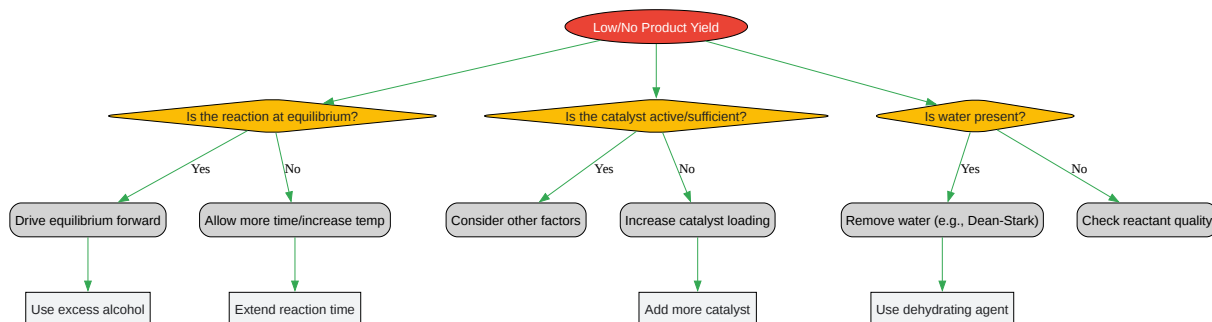 Low/No Product Yield
Is the reaction at equilibrium?
Is the catalyst active/sufficient?
Is water present?
Yes
No
Yes
No
Yes
No
Drive equilibrium forward
Allow more time/increase temp
Consider other factors
Increase catalyst loading
Remove water (e.g., Dean-Stark)
Check reactant quality
Use excess alcohol
Extend reaction time
Add more catalyst
Use dehydrating agent